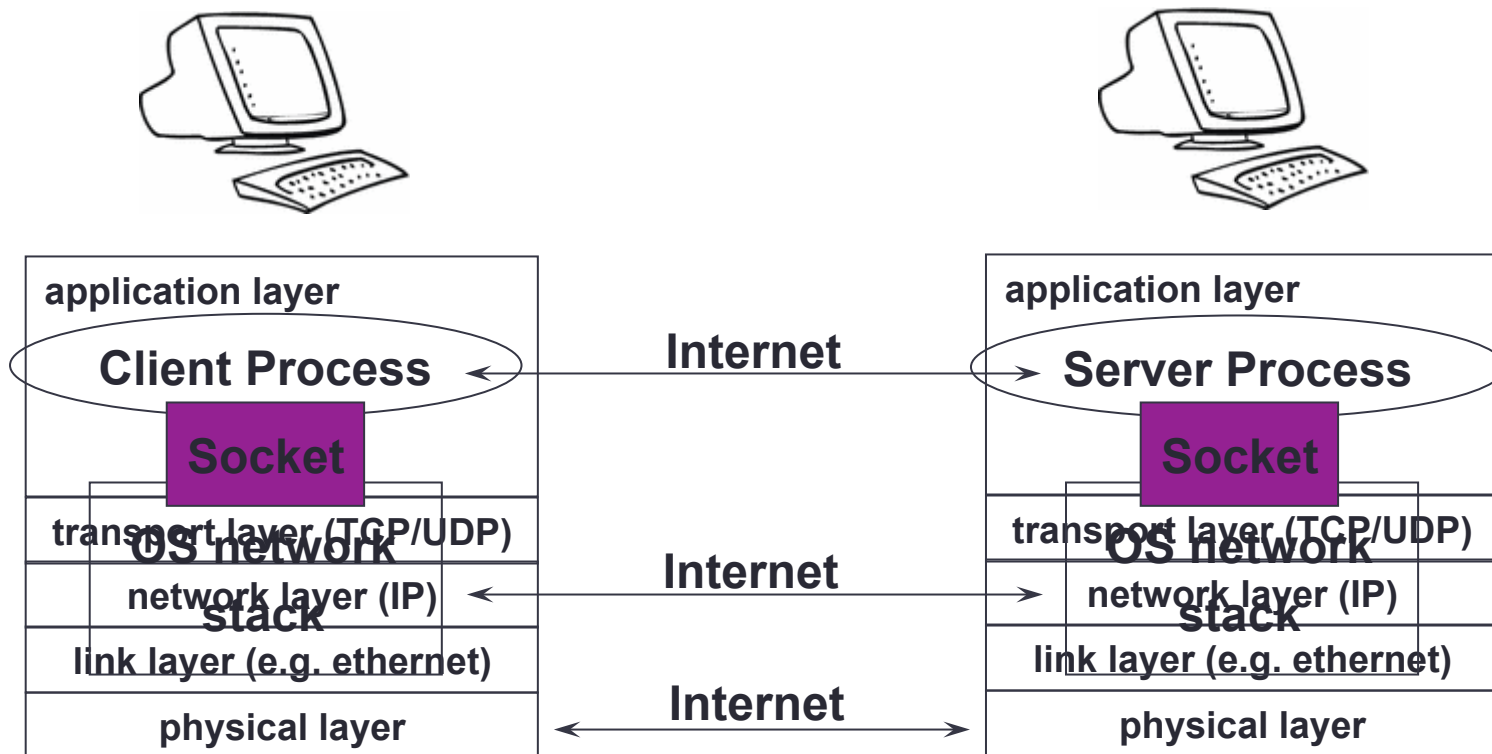 application layer
Client Process
Socket
transport layer (TCP/UDP)
OS network
stack
network layer (IP)
link layer (e.g. ethernet)
physical layer
Internet
Internet
Internet
application layer
Server Process
Socket
transport layer (TCP/UDP)
OS network
stack
network layer (IP)
link layer (e.g. ethernet)
physical layer